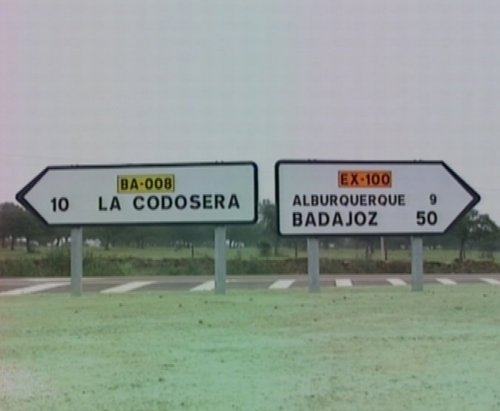 BA-008
10 LA CODOSERA
EX-100
ALBURQUERQUE 9
BADAJOZ 50